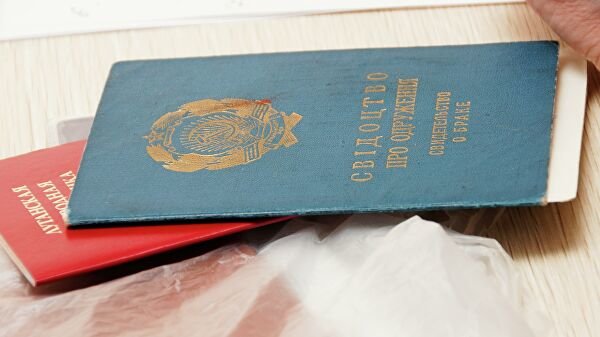 СВІДОЦТВО
ПРО ОДРУЖЕННЯ
СВИДЕТЕЛЬСТВО
О БРАКЕ
ЛУГАНСКАЯ